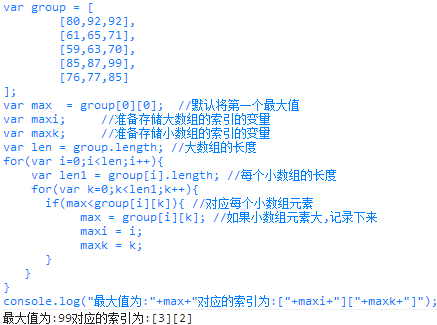 var group = [
[80,92,92],
[61,65,71],
[59,63,70],
[85,87,99],
[76,77,85]
];
var max  = group[0][0];  //默认将第一个最大值
var maxi;     //准备存储大数组的索引的变量
var maxk;     //准备存储小数组的索引的变量
var len = group.length; //大数组的长度
for(var i=0;i<len;i++){
var len1 = group[i].length; //每个小数组的长度
for(var k=0;k<len1;k++){
if(max<group[i][k]){ //对应每个小数组元素
max = group[i][k]; //如果小数组元素大,记录下来
maxi = i;
maxk = k;
}
}
}
console.log("最大值为:"+max+"对应的索引为:["+maxi+"]["+maxk+"]");
最大值为:99对应的索引为:[3][2]